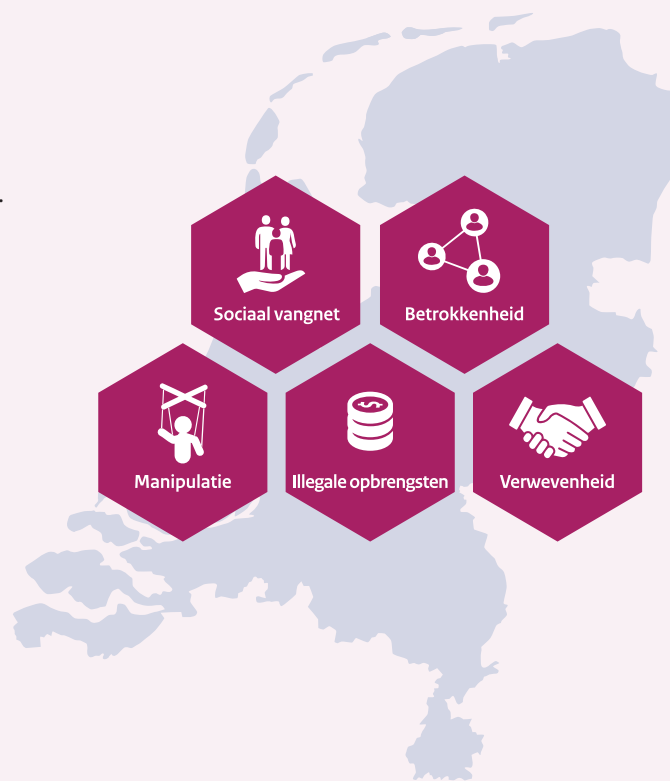 Sociaal vangnet
Betrokkenheid
Manipulatie
Illegale opbrengsten
Verwevenheid